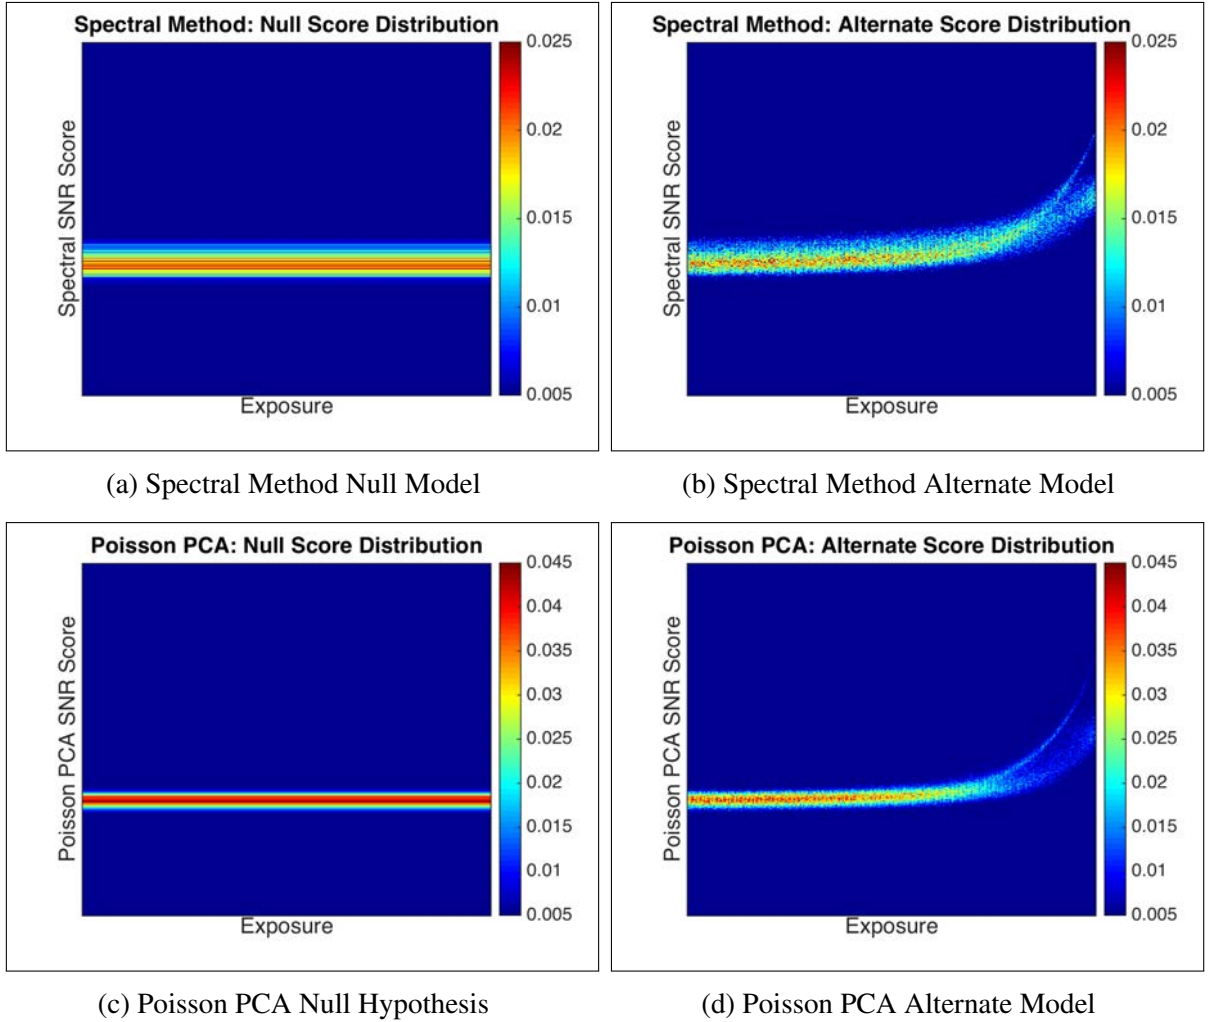 Spectral Method: Null Score Distribution
Spectral SNR Score
0.025
0.02
0.015
0.01
0.005
Exposure
(a) Spectral Method Null Model
Spectral Method: Alternate Score Distribution
Spectral SNR Score
0.025
0.02
0.015
0.01
0.005
Exposure
(b) Spectral Method Alternate Model
Poisson PCA: Null Score Distribution
Poisson PCA SNR Score
0.045
0.04
0.035
0.03
0.025
0.02
0.015
0.01
0.005
Exposure
(c) Poisson PCA Null Hypothesis
Poisson PCA: Alternate Score Distribution
Poisson PCA SNR Score
0.045
0.04
0.035
0.03
0.025
0.02
0.015
0.01
0.005
Exposure
(d) Poisson PCA Alternate Model